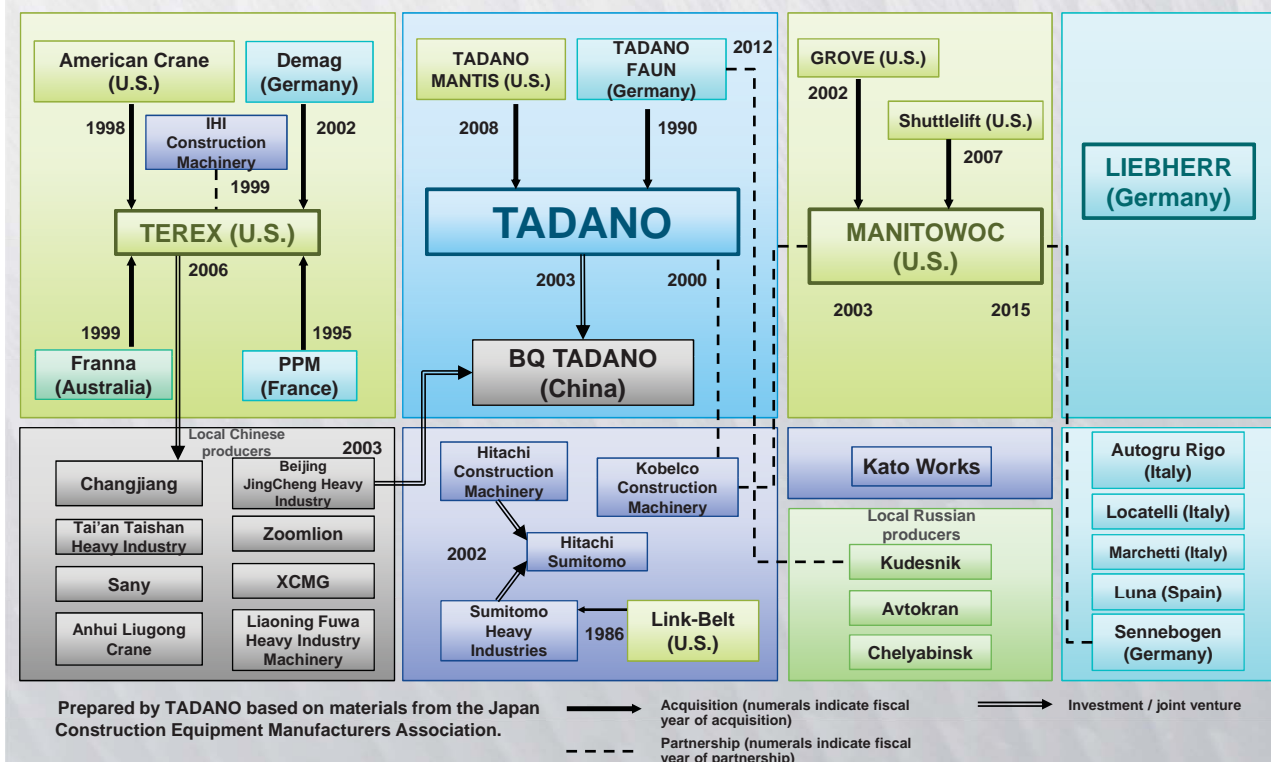 American Crane
(U.S.)
Demag
(Germany)
1998
2002
IHI
Construction
Machinery
1999
TEREX (U.S.)
2006
1999
1995
Franna
(Australia)
PPM
(France)
TADANO
MANTIS (U.S.)
TADANO
FAUN
(Germany)
2012
2008
1990
TADANO
2003
2000
BQ TADANO
(China)
GROVE (U.S.)
2002
Shuttlelift (U.S.)
2007
MANITOWOC
(U.S.)
2003
2015
LIEBHERR
(Germany)
Local Chinese
producers
2003
Changjiang
Beijing
JingCheng Heavy
Industry
Tai’an Taishan
Heavy Industry
Zoomlion
Sany
XCMG
Anhui Liugong
Crane
Liaoning Fuwa
Heavy Industry
Machinery
Hitachi
Construction
Machinery
Kobelco
Construction
Machinery
2002
Hitachi
Sumitomo
Sumitomo
Heavy
Industries
1986
Link-Belt
(U.S.)
Kato Works
Local Russian
producers
Kudesnik
Avtokran
Chelyabinsk
Autogru Rigo
(Italy)
Locatelli (Italy)
Marchetti (Italy)
Luna (Spain)
Sennebogen
(Germany)
Prepared by TADANO based on materials from the Japan
Construction Equipment Manufacturers Association.
Acquisition (numerals indicate fiscal
year of acquisition)
Partnership (numerals indicate fiscal
year of partnership)
Investment / joint venture